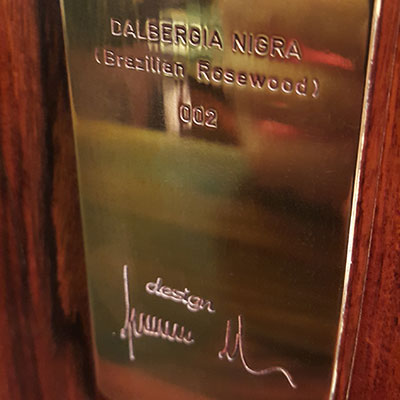 DALBERGIA NIGRA
(Brazilian Rosewood)
002
design